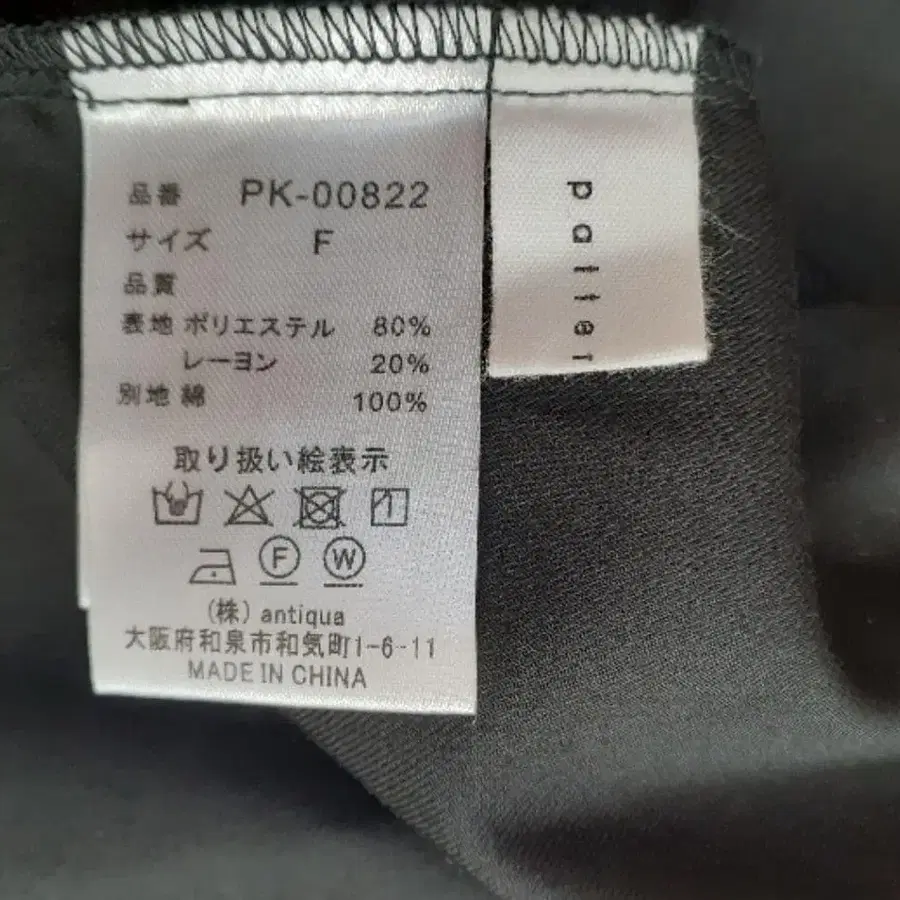 品番 PK-00822
サイズ F
品質
表地 ポリエステル 80%
レーヨン 20%
別地 綿 100%
取り扱い絵表示
F W
(株) antiqua
大阪府和泉市和気町1-6-11
MADE IN CHINA
patter